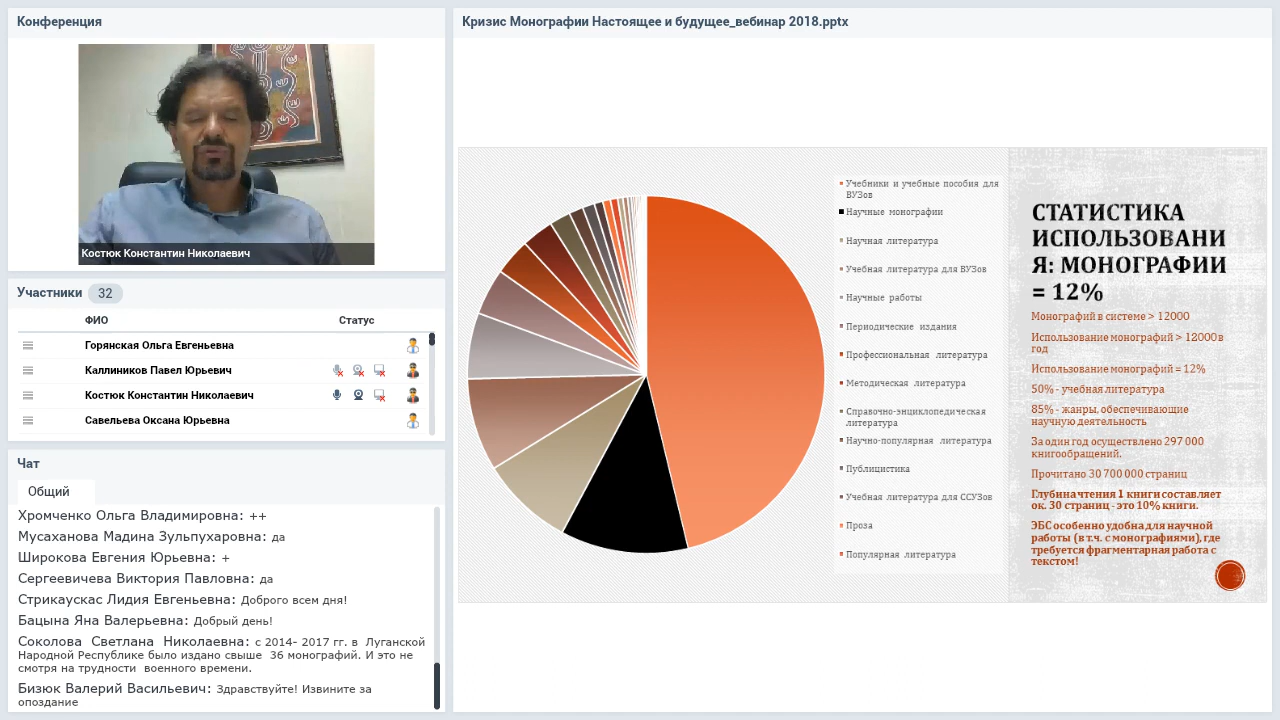 Конференция
Костюк Константин Николаевич
Участники 32
ФИО Статус
Горянская Ольга Евгеньевна
Каллиников Павел Юрьевич
Костюк Константин Николаевич
Савельева Оксана Юрьевна
Чат
Общий
Хромченко Ольга Владимировна: ++
Мусаханова Мадина Зульпухаровна: да
Широкова Евгения Юрьевна: +
Сергеевичева Виктория Павловна: да
Стрикаускас Лидия Евгеньевна: Доброго всем дня!
Бацына Яна Валерьевна: Добрый день!
Соколова Светлана Николаевна: с 2014- 2017 гг. в Луганской
Народной Республике было издано свыше 36 монографий. И это не
смотря на трудности военного времени.
Бизюк Валерий Васильевич: Здравствуйте! Извините за
опоздание
Кризис Монографии Настоящее и будущее_вебинар 2018.pptx
Учебники и учебные пособия для
ВУЗов
Научные монографии
Научная литература
Учебная литература для ВУЗов
Научные работы
Периодические издания
Профессиональная литература
Методическая литература
Справочно-энциклопедическая
литература
Научно-популярная литература
Публицистика
Учебная литература для ССУЗов
Проза
Популярная литература
СТАТИСТИКА
ИСПОЛЬЗОВАНИ
Я: МОНОГРАФИИ
= 12%
Монографий в системе > 12000
Использование монографий > 12000 в
год
Использование монографий = 12%
50% - учебная литература
85% - жанры, обеспечивающие
научную деятельность
За один год осуществлено 297 000
книгообращений.
Прочитано 30 700 000 страниц
Глубина чтения 1 книги составляет
ок. 30 страниц - это 10% книги.
ЭБС особенно удобна для научной
работы (в т.ч. с монографиями), где
требуется фрагментарная работа с
текстом!